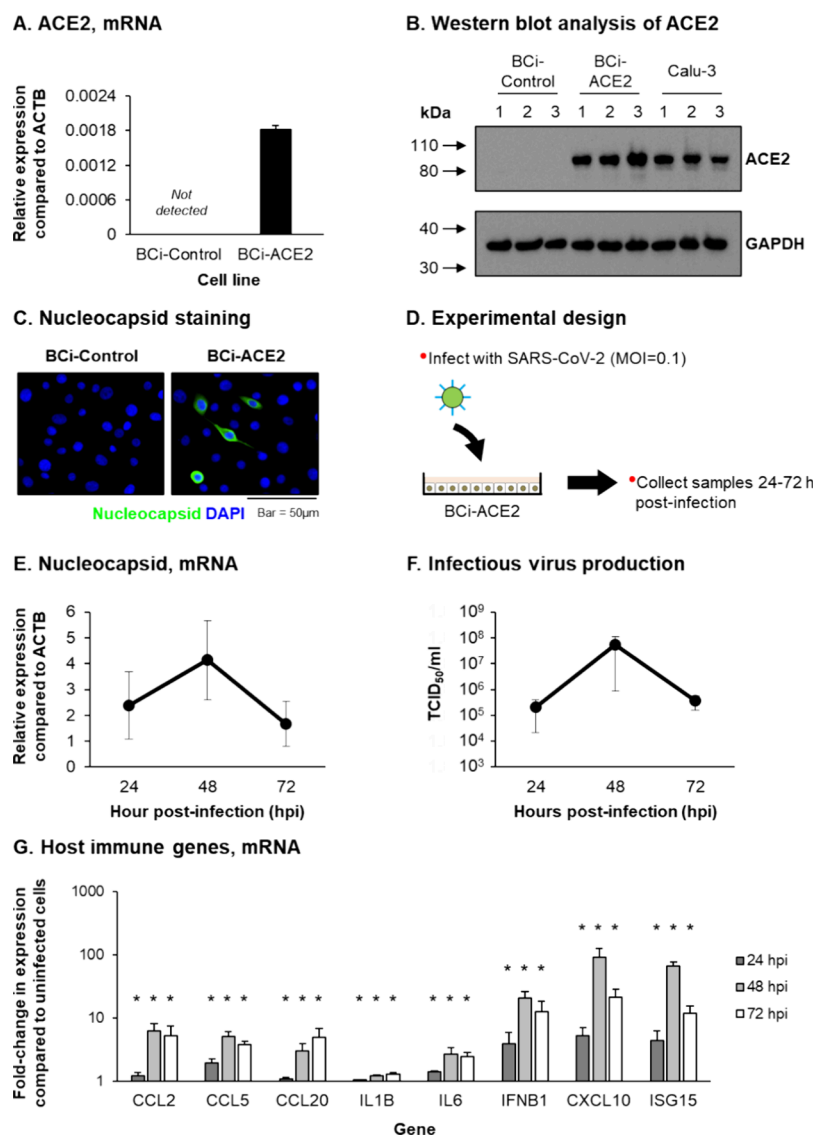 A. ACE2, mRNA
Relative expression
compared to ACTB
0.0024
0.0018
0.0012
0.0006
0
Not
detected
BCi-Control BCi-ACE2
Cell line
B. Western blot analysis of ACE2
BCi-
Control
BCi-
ACE2
Calu-3
kDa
1 2 3 1 2 3 1 2 3
110
80
ACE2
40
30
GAPDH
C. Nucleocapsid staining
BCi-Control BCi-ACE2
Nucleocapsid DAPI Bar = 50µm
D. Experimental design
•Infect with SARS-CoV-2 (MOI=0.1)
BCi-ACE2
•Collect samples 24-72 h
post-infection
E. Nucleocapsid, mRNA
Relative expression
compared to ACTB
6
5
4
3
2
1
0
24 48 72
Hour post-infection (hpi)
F. Infectious virus production
TCID50/ml
10⁹
10⁸
10⁷
10⁶
10⁵
10⁴
10³
24 48 72
Hours post-infection (hpi)
G. Host immune genes, mRNA
Fold-change in expression
compared to uninfected cells
1000
100
10
1
* * * * * * * * * * * * * * * * * * * * * * * *
24 hpi
48 hpi
72 hpi
CCL2 CCL5 CCL20 IL1B IL6 IFNB1 CXCL10 ISG15
Gene